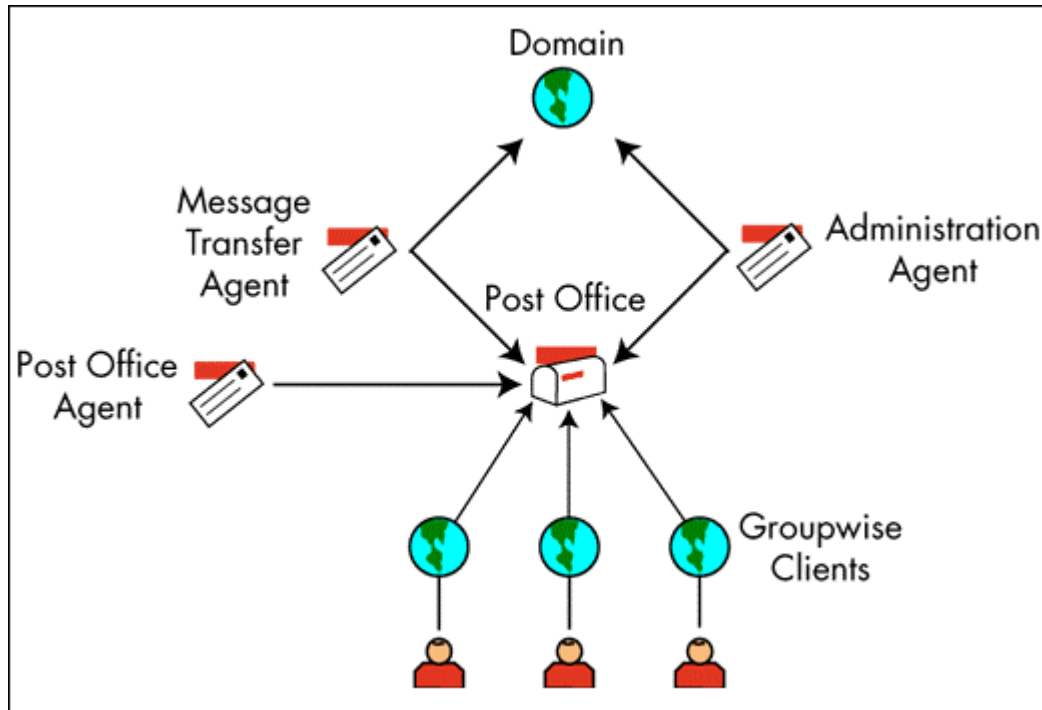 Domain
Message
Transfer
Agent
Administration
Agent
Post Office
Post Office
Agent
Groupwise
Clients